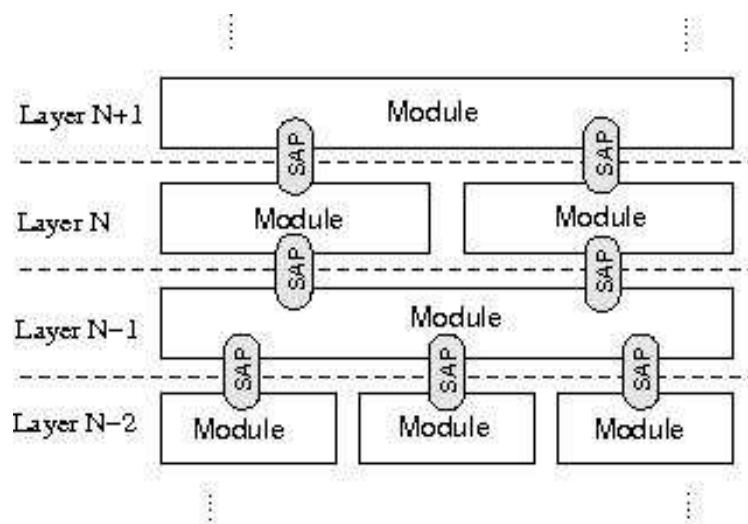 Layer N+1
Module
SAP
SAP
Layer N
Module
Module
SAP
SAP
Layer N−1
Module
SAP
SAP
SAP
Layer N−2
Module
Module
Module